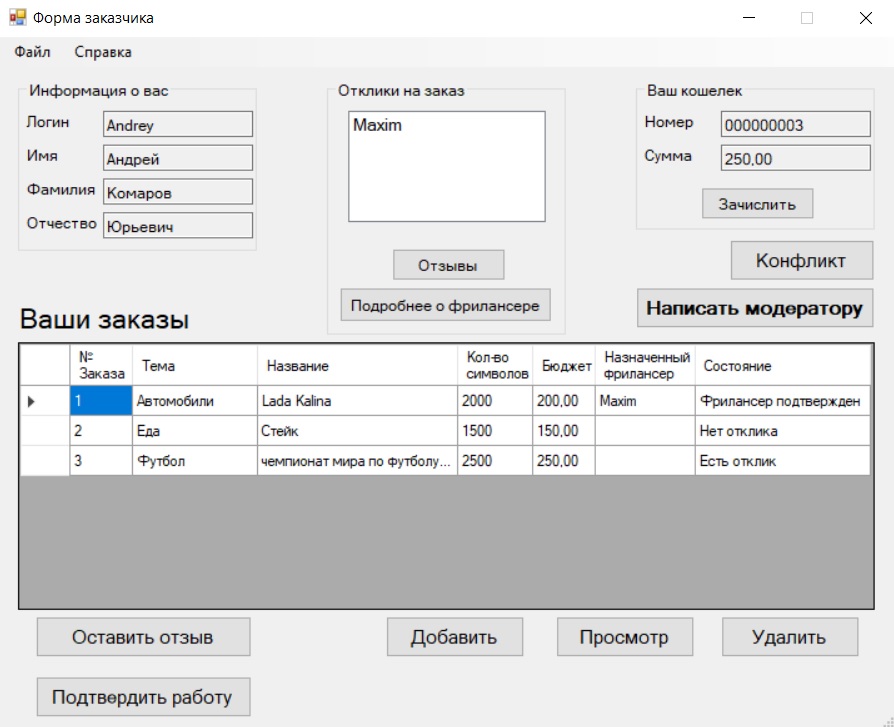 Форма заказчика
Файл Справка
Информация о вас
Логин Andrey
Имя Андрей
Фамилия Комаров
Отчество Юрьевич
Отклики на заказ
Maxim
Отзывы
Подробнее о фрилансере
Ваш кошелек
Номер 000000003
Сумма 250,00
Зачислить
Конфликт
Написать модератору
Ваши заказы
№ Заказа Тема Название Кол-во символов Бюджет Назначенный фрилансер Состояние
1 Автомобили Lada Kalina 2000 200,00 Maxim Фрилансер подтвержден
2 Еда Стейк 1500 150,00 Нет отклика
3 Футбол чемпионат мира по футболу... 2500 250,00 Есть отклик
Оставить отзыв Добавить Просмотр Удалить
Подтвердить работу